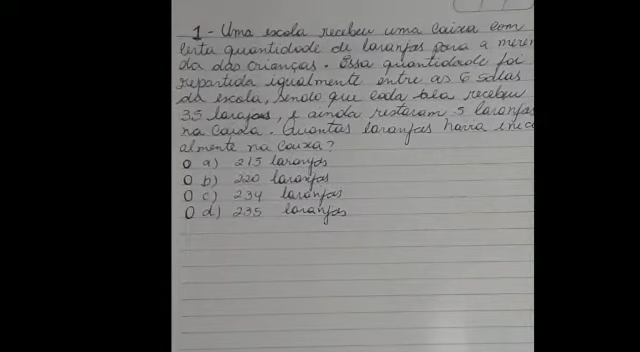 1 - Uma escola recebeu uma caixa com
certa quantidade de laranjas para a meren
da das crianças. Essa quantidade foi
repartida igualmente entre as 6 salas
da escola, sendo que cada sala recebeu
35 larajas, e ainda restaram 5 laranjas
na caixa. Quantas laranjas havia inici
almente na caixa?
O a) 215 laranjas
O b) 220 laranjas
O c) 234 laranjas
O d) 235 laranjas